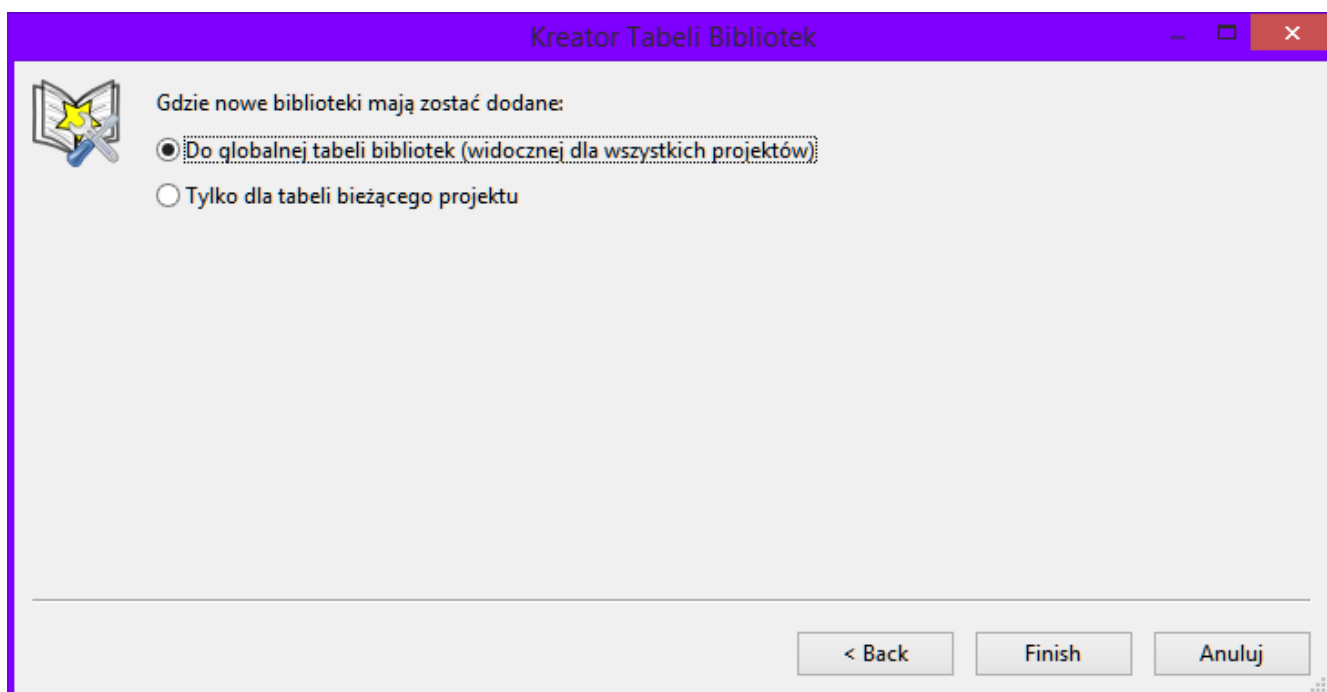 Kreator Tabeli Bibliotek
Gdzie nowe biblioteki mają zostać dodane:
Do globalnej tabeli bibliotek (widocznej dla wszystkich projektów)
Tylko dla tabeli bieżącego projektu
< Back Finish Anuluj